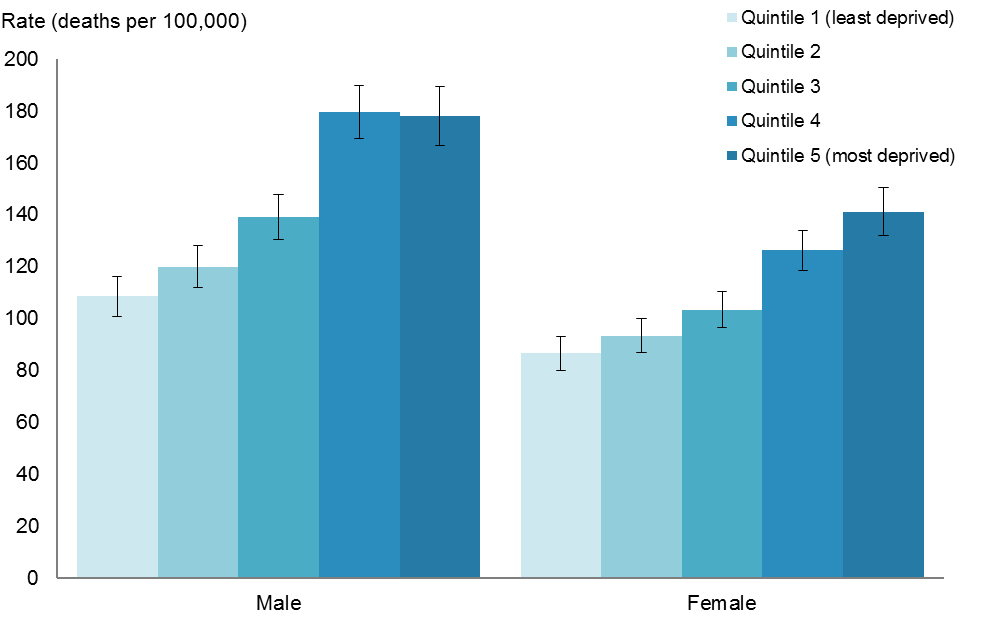 Rate (deaths per 100,000)
Quintile 1 (least deprived)
Quintile 2
Quintile 3
Quintile 4
Quintile 5 (most deprived)
200
180
160
140
120
100
80
60
40
20
0
Male
Female